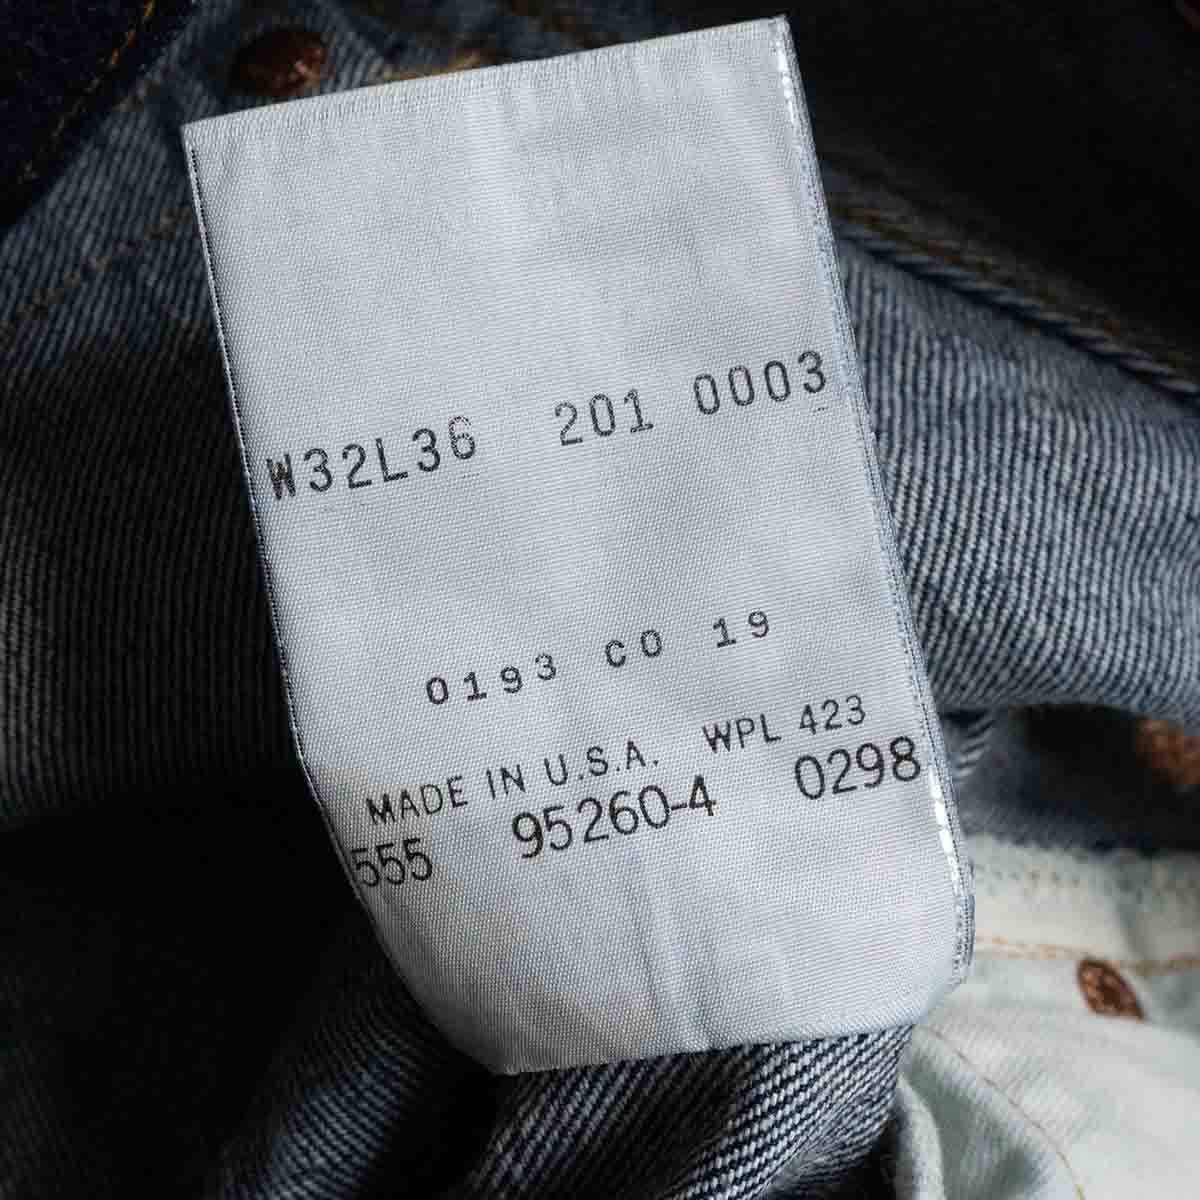 W32L36 201 0003
0193 CO 19
MADE IN U.S.A. WPL 423
555 95260-4 0298